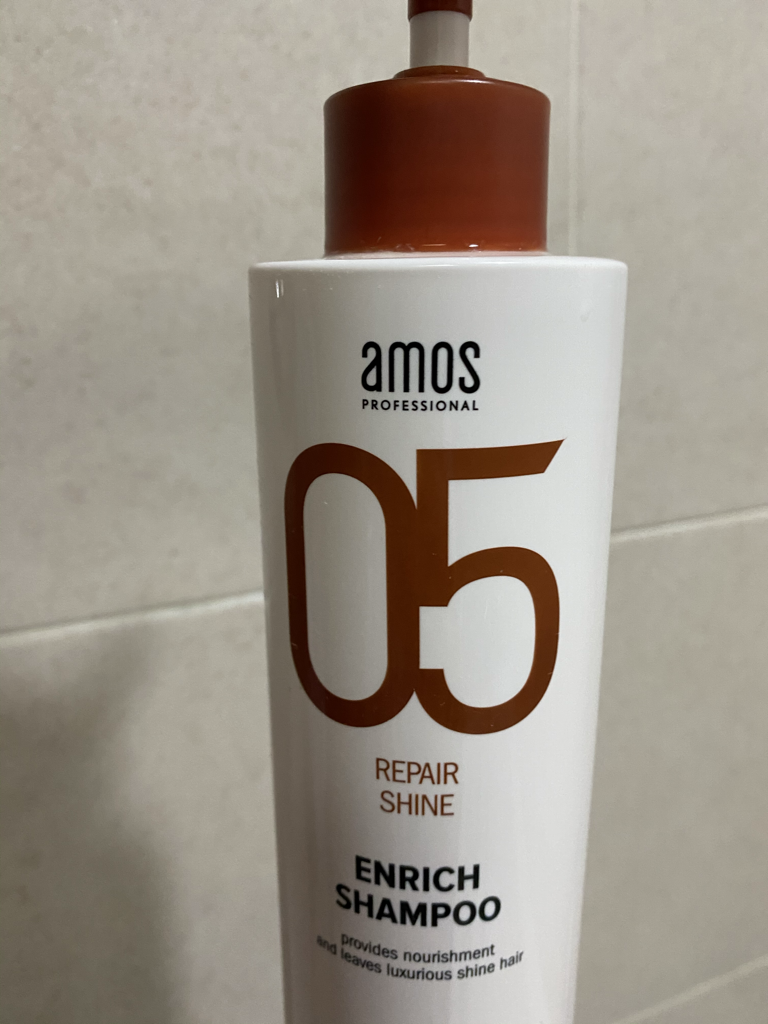 amos
PROFESSIONAL
05
REPAIR
SHINE
ENRICH
SHAMPOO
provides nourishment
and leaves luxurious shine hair